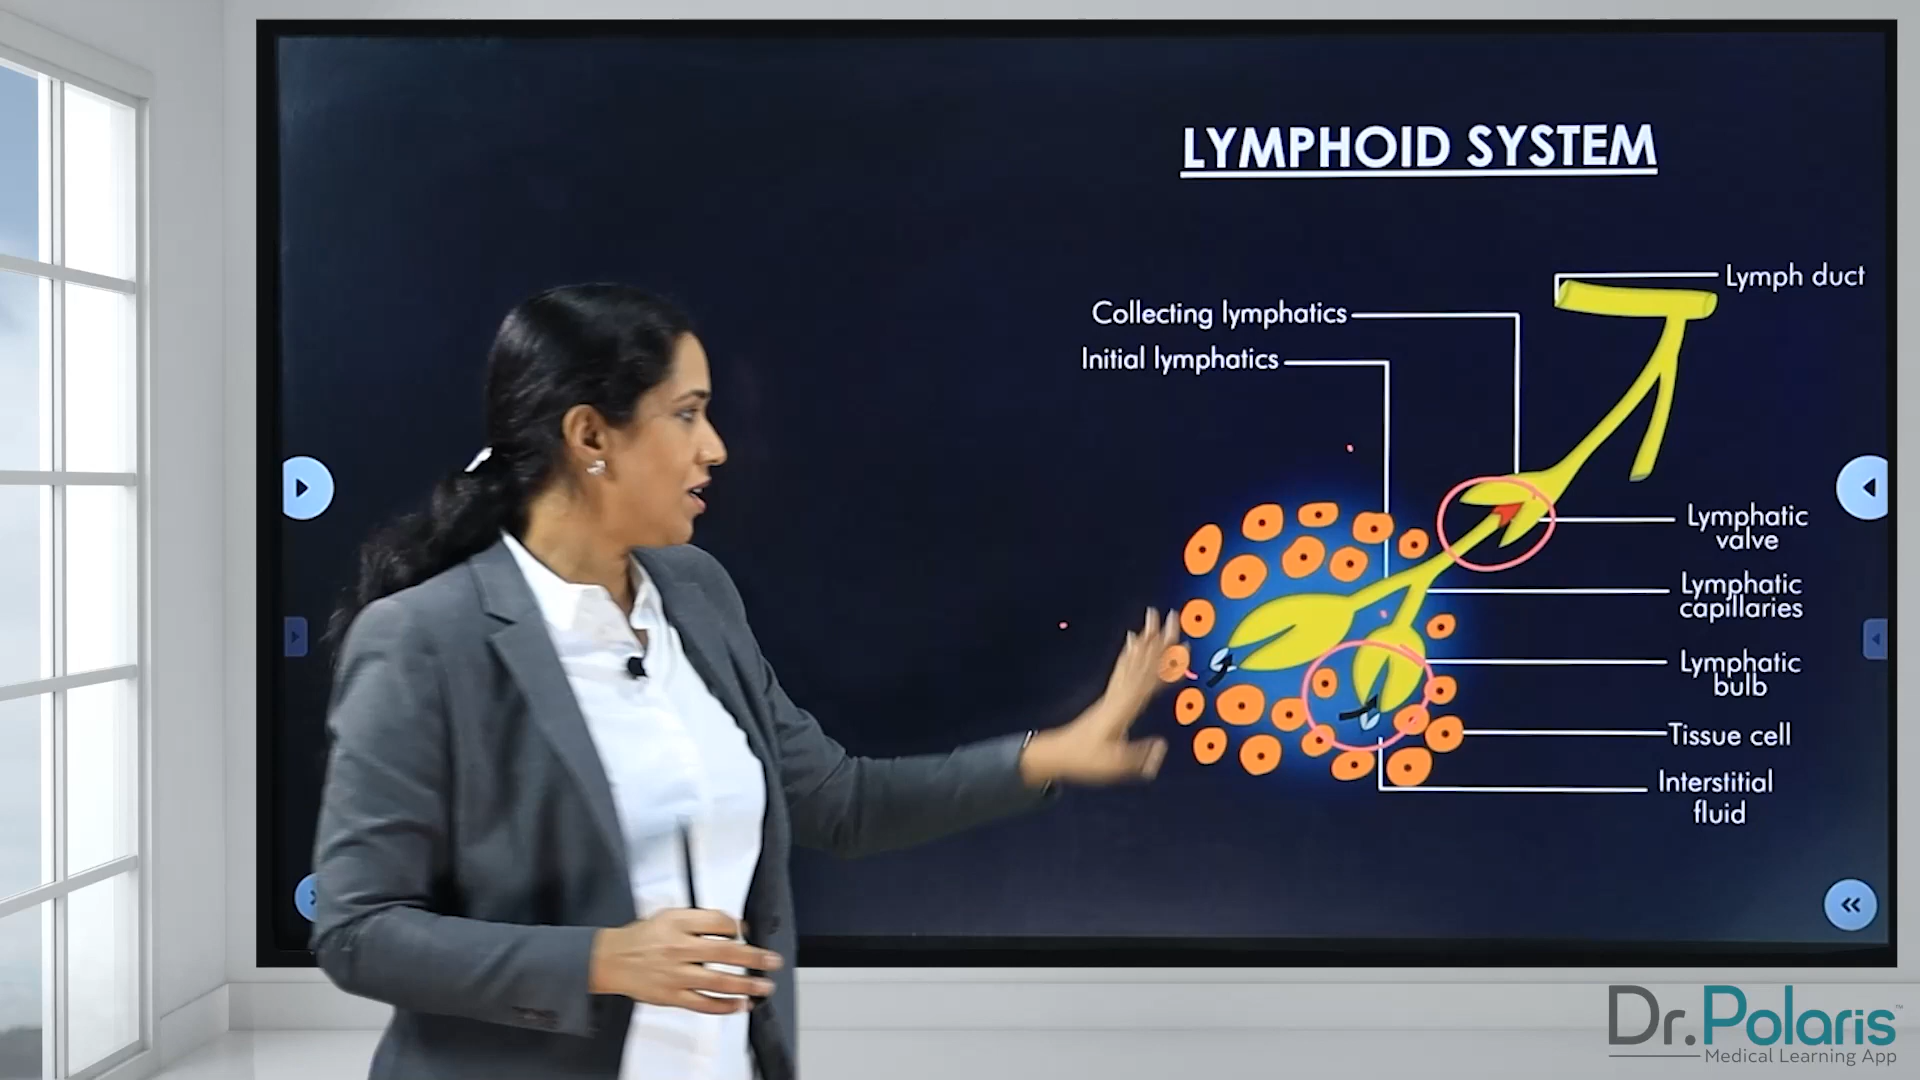 LYMPHOID SYSTEM
Lymph duct
Collecting lymphatics
Initial lymphatics
Lymphatic
valve
Lymphatic
capillaries
Lymphatic
bulb
Tissue cell
Interstitial
fluid
Dr.Polaris™
Medical Learning App